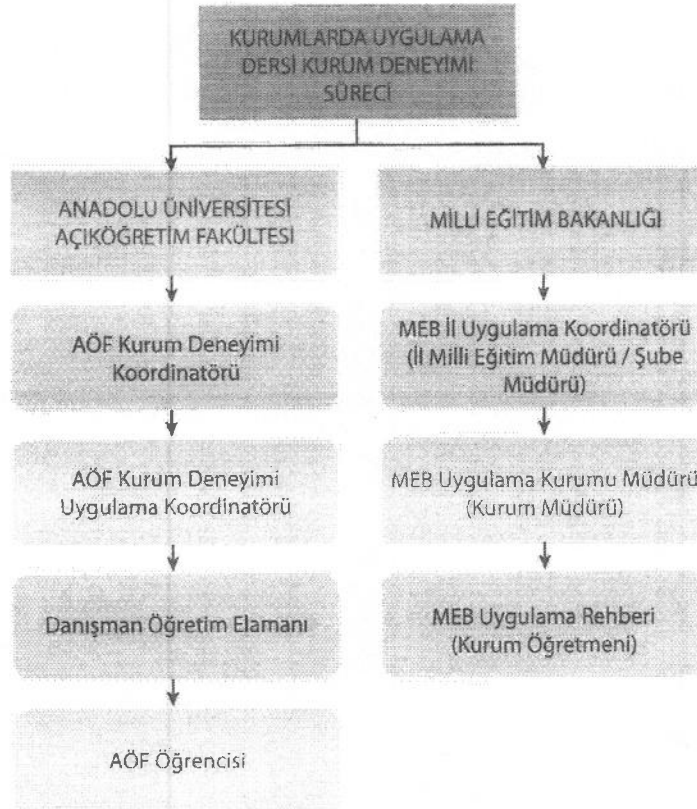 KURUMLARDA UYGULAMA
DERSİ KURUM DENEYİMİ
SÜRECİ
ANADOLU ÜNİVERSİTESİ
AÇIKÖĞRETİM FAKÜLTESİ
AÖF Kurum Deneyimi
Koordinatörü
AÖF Kurum Deneyimi
Uygulama Koordinatörü
Danışman Öğretim Elamanı
AÖF Öğrencisi
MİLLİ EĞİTİM BAKANLIĞI
MEB İl Uygulama Koordinatörü
(İl Milli Eğitim Müdürü / Şube
Müdürü)
MEB Uygulama Kurumu Müdürü
(Kurum Müdürü)
MEB Uygulama Rehberi
(Kurum Öğretmeni)